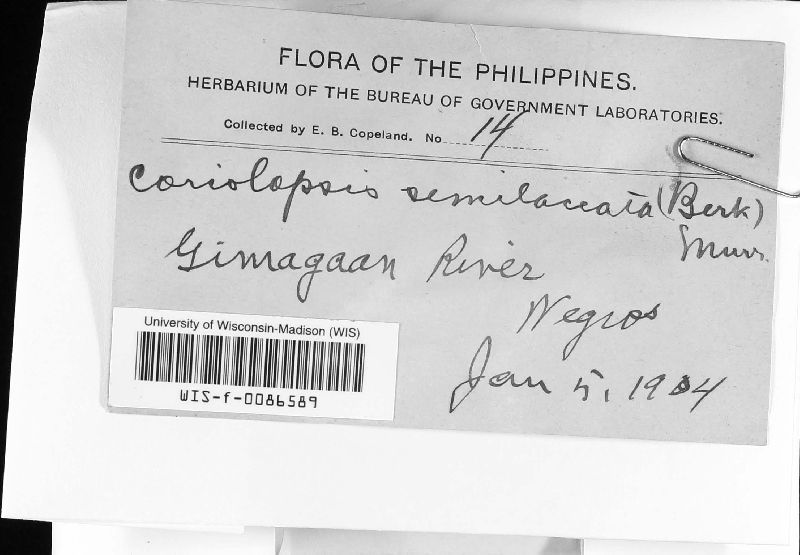 FLORA OF THE PHILIPPINES.
HERBARIUM OF THE BUREAU OF GOVERNMENT LABORATORIES.
Collected by E. B. Copeland. No. 14
Coriolopsis semilaccata (Berk)
Murr.
Gimagaan River
Negros
Jan 5, 1904
University of Wisconsin-Madison (WIS)
WIS-f-0086589